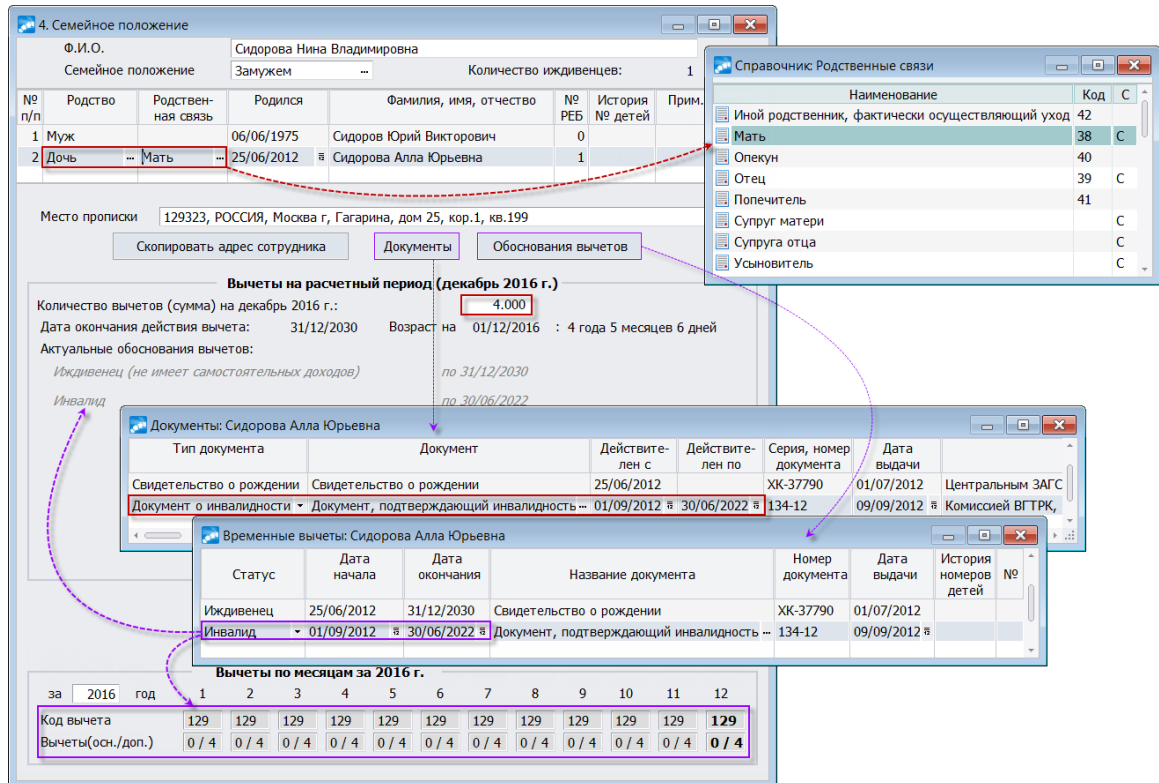 4. Семейное положение
Ф.И.О. Сидорова Нина Владимировна
Семейное положение Замужем ... Количество иждивенцев: 1
№ п/п Родство Родствен-ная связь Родился Фамилия, имя, отчество № РЕБ История № детей Прим.
1 Муж 06/06/1975 Сидоров Юрий Викторович 0
2 Дочь ... Мать ... 25/06/2012 Сидорова Алла Юрьевна 1
Место прописки 129323, РОССИЯ, Москва г, Гагарина, дом 25, кор.1, кв.199
Скопировать адрес сотрудника Документы Обоснования вычетов
Вычеты на расчетный период (декабрь 2016 г.)
Количество вычетов (сумма) на декабрь 2016 г.: 4.000
Дата окончания действия вычета: 31/12/2030 Возраст на 01/12/2016 : 4 года 5 месяцев 6 дней
Актуальные обоснования вычетов:
Иждивенец (не имеет самостоятельных доходов) по 31/12/2030
Инвалид по 30/06/2022
Справочник: Родственные связи
Наименование Код С
Иной родственник, фактически осуществляющий уход 42
Мать 38 С
Опекун 40
Отец 39 С
Попечитель 41
Супруг матери С
Супруга отца С
Усыновитель С
Документы: Сидорова Алла Юрьевна
Тип документа Документ Действите-лен с Действите-лен по Серия, номер документа Дата выдачи
Свидетельство о рождении Свидетельство о рождении 25/06/2012 ХК-37790 01/07/2012 Центральным ЗАГС
Документ о инвалидности Документ, подтверждающий инвалидность ... 01/09/2012 30/06/2022 134-12 09/09/2012 Комиссией ВГТРК,
Временные вычеты: Сидорова Алла Юрьевна
Статус Дата начала Дата окончания Название документа Номер документа Дата выдачи История номеров детей №
Иждивенец 25/06/2012 31/12/2030 Свидетельство о рождении ХК-37790 01/07/2012
Инвалид 01/09/2012 30/06/2022 Документ, подтверждающий инвалидность ... 134-12 09/09/2012
Вычеты по месяцам за 2016 г.
за 2016 год 1 2 3 4 5 6 7 8 9 10 11 12
Код вычета 129 129 129 129 129 129 129 129 129 129 129 129
Вычеты(осн./доп.) 0 / 4 0 / 4 0 / 4 0 / 4 0 / 4 0 / 4 0 / 4 0 / 4 0 / 4 0 / 4 0 / 4 0 / 4